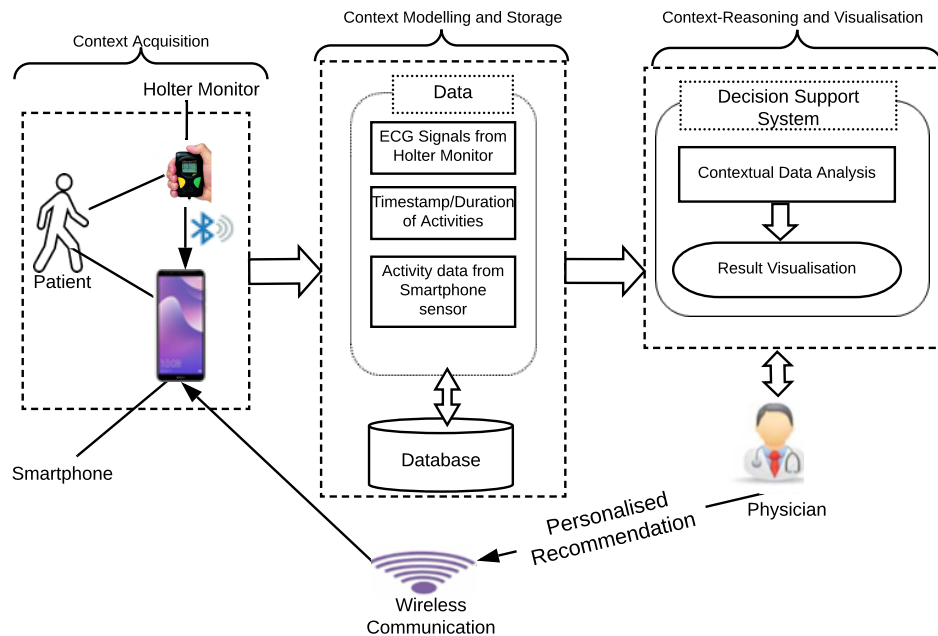 Context Acquisition
Context Modelling and Storage
Context-Reasoning and Visualisation
Holter Monitor
Patient
Smartphone
Data
ECG Signals from
Holter Monitor
Timestamp/Duration
of Activities
Activity data from
Smartphone
sensor
Database
Decision Support
System
Contextual Data Analysis
Result Visualisation
Physician
Personalised
Recommendation
Wireless
Communication